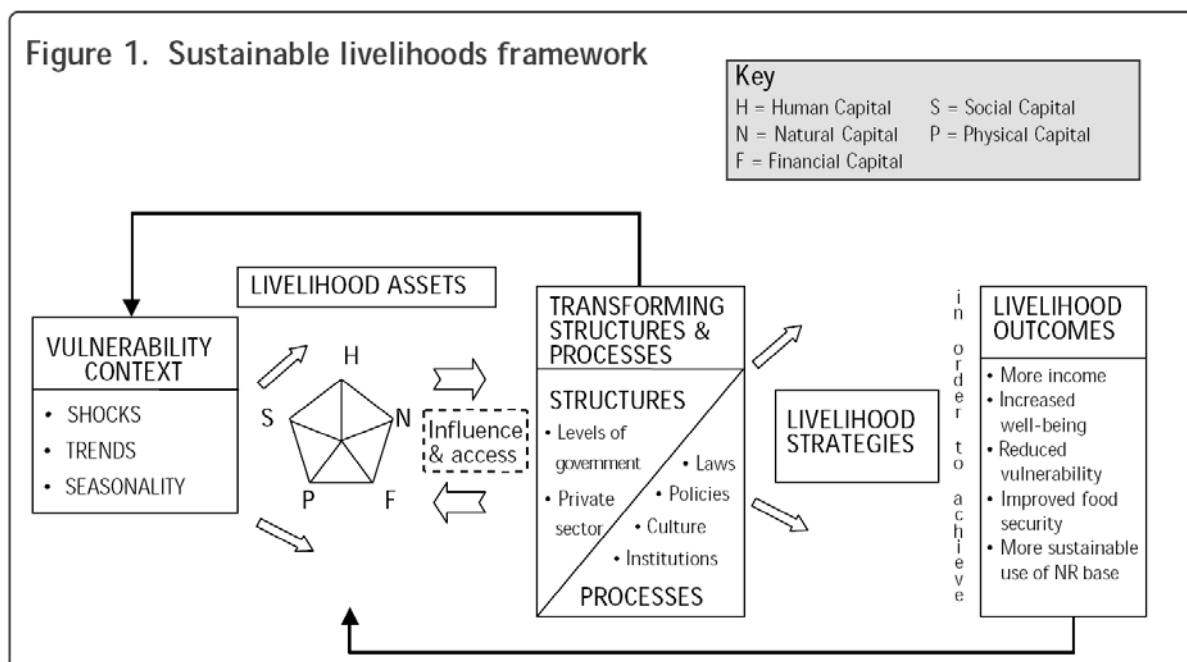 Figure 1. Sustainable livelihoods framework
Key
H = Human Capital S = Social Capital
N = Natural Capital P = Physical Capital
F = Financial Capital
LIVELIHOOD ASSETS
VULNERABILITY
CONTEXT
• SHOCKS
• TRENDS
• SEASONALITY
H
S
N
P
F
Influence
& access
TRANSFORMING
STRUCTURES &
PROCESSES
STRUCTURES
• Levels of
government
• Private
sector
• Laws
• Policies
• Culture
• Institutions
PROCESSES
LIVELIHOOD
STRATEGIES
in order to achieve
LIVELIHOOD
OUTCOMES
• More income
• Increased
well-being
• Reduced
vulnerability
• Improved food
security
• More sustainable
use of NR base